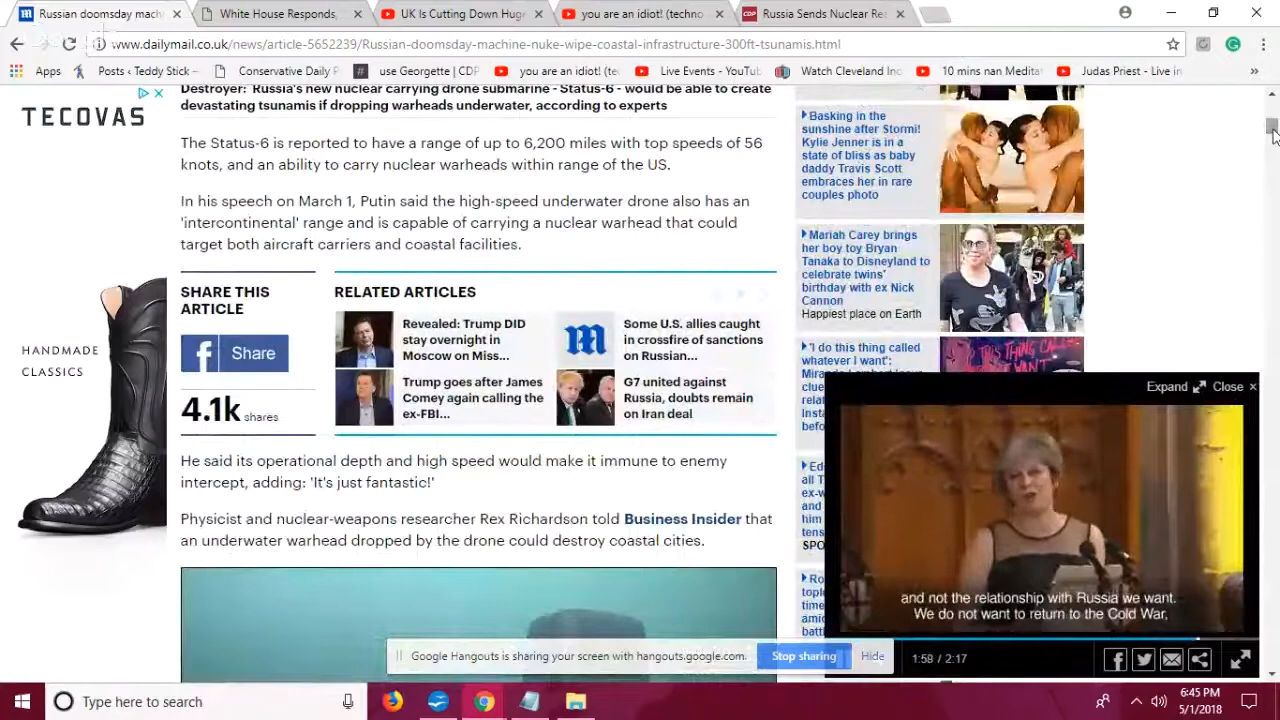 Russian doomsday mach
White House Responds,
UK Is Cutting Down Hug
you are an idiot! (techno
CDP
Russia Sends Nuclear Re
www.dailymail.co.uk/news/article-5652239/Russian-doomsday-machine-nuke-wipe-coastal-infrastructure-300ft-tsunamis.html
Apps
Posts ‹ Teddy Stick —
Conservative Daily P
use Georgette | CDP
you are an idiot! (tec
Live Events - YouTub
Watch Cleveland Inc
10 mins nan Meditat
Judas Priest - Live in
»
TECOVAS
HANDMADE
CLASSICS
Destroyer: 'Russia's new nuclear carrying drone submarine - Status-6 - would be able to create
devastating tsunamis if dropping warheads underwater, according to experts
The Status-6 is reported to have a range of up to 6,200 miles with top speeds of 56
knots, and an ability to carry nuclear warheads within range of the US.
In his speech on March 1, Putin said the high-speed underwater drone also has an
'intercontinental' range and is capable of carrying a nuclear warhead that could
target both aircraft carriers and coastal facilities.
SHARE THIS
ARTICLE
f Share
4.1k shares
RELATED ARTICLES
Revealed: Trump DID
stay overnight in
Moscow on Miss...
Some U.S. allies caught
in crossfire of sanctions
on Russian...
Trump goes after James
Comey again calling the
ex-FBI...
G7 united against
Russia, doubts remain
on Iran deal
He said its operational depth and high speed would make it immune to enemy
intercept, adding: 'It's just fantastic!'
Physicist and nuclear-weapons researcher Rex Richardson told Business Insider that
an underwater warhead dropped by the drone could destroy coastal cities.
Basking in the
sunshine after Stormi!
Kylie Jenner is in a
state of bliss as baby
daddy Travis Scott
embraces her in rare
couples photo
Mariah Carey brings
her boy toy Bryan
Tanaka to Disneyland to
celebrate twins'
birthday with ex Nick
Cannon
Happiest place on Earth
'I do this thing called
whatever I want':
Expand
Close ×
and not the relationship with Russia we want.
We do not want to return to the Cold War,
1:58 / 2:17
Google Hangouts is sharing your screen with hangouts.google.com.
Stop sharing
Hide
Type here to search
6:45 PM
5/1/2018